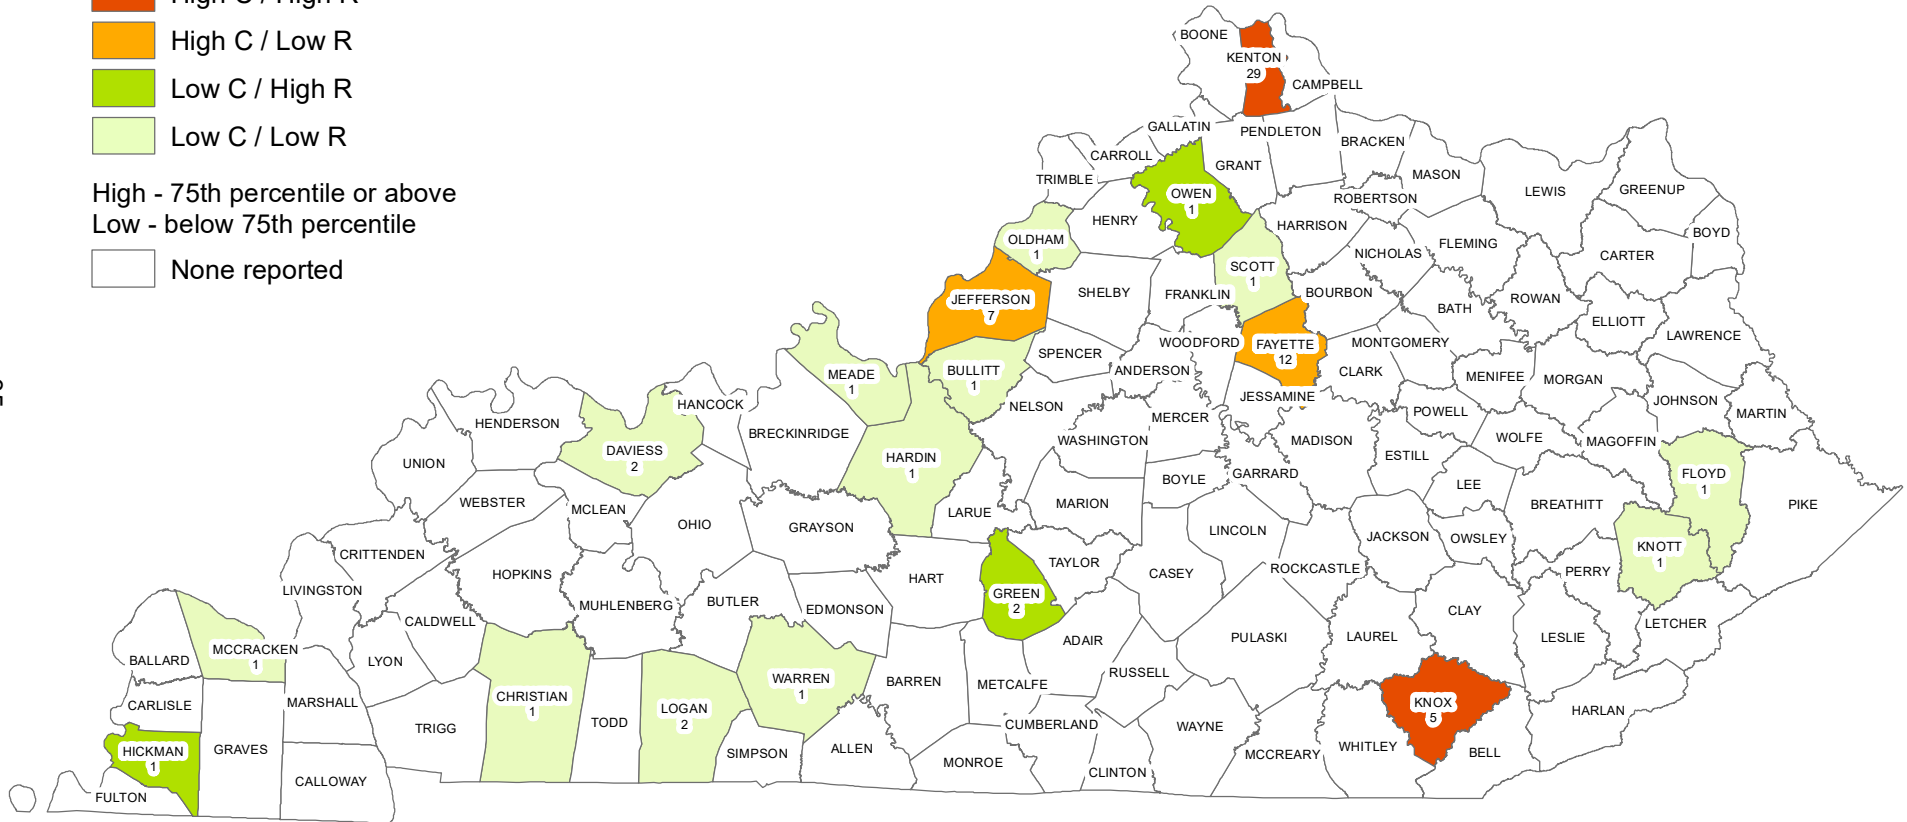 High C / High R
High C / Low R
Low C / High R
Low C / Low R
High - 75th percentile or above
Low - below 75th percentile
None reported
BOONE
KENTON
29
CAMPBELL
GALLATIN
PENDLETON
BRACKEN
CARROLL
GRANT
MASON
TRIMBLE
OWEN
1
ROBERTSON
LEWIS
GREENUP
HENRY
HARRISON
OLDHAM
1
NICHOLAS
FLEMING
BOYD
CARTER
SCOTT
1
JEFFERSON
7
SHELBY
FRANKLIN
BOURBON
BATH
ROWAN
ELLIOTT
LAWRENCE
WOODFORD
FAYETTE
12
MONTGOMERY
SPENCER
ANDERSON
CLARK
MENIFEE
MORGAN
MEADE
1
BULLITT
1
JESSAMINE
POWELL
JOHNSON
MARTIN
HANCOCK
NELSON
MERCER
HENDERSON
BRECKINRIDGE
WASHINGTON
MADISON
WOLFE
MAGOFFIN
DAVIESS
2
UNION
HARDIN
1
ESTILL
GARRARD
FLOYD
1
BOYLE
LEE
WEBSTER
MCLEAN
LARUE
MARION
BREATHITT
PIKE
OHIO
GRAYSON
LINCOLN
JACKSON
OWSLEY
KNOTT
1
CRITTENDEN
HOPKINS
HART
TAYLOR
CASEY
ROCKCASTLE
PERRY
LIVINGSTON
MUHLENBERG
BUTLER
EDMONSON
GREEN
2
CLAY
CALDWELL
ADAIR
PULASKI
LAUREL
LESLIE
LETCHER
MCCRACKEN
1
BALLARD
LYON
RUSSELL
WARREN
1
BARREN
METCALFE
CHRISTIAN
1
LOGAN
2
KNOX
5
CARLISLE
MARSHALL
TRIGG
TODD
CUMBERLAND
WAYNE
HARLAN
HICKMAN
1
GRAVES
SIMPSON
ALLEN
MCCREARY
WHITLEY
BELL
MONROE
CLINTON
CALLOWAY
FULTON